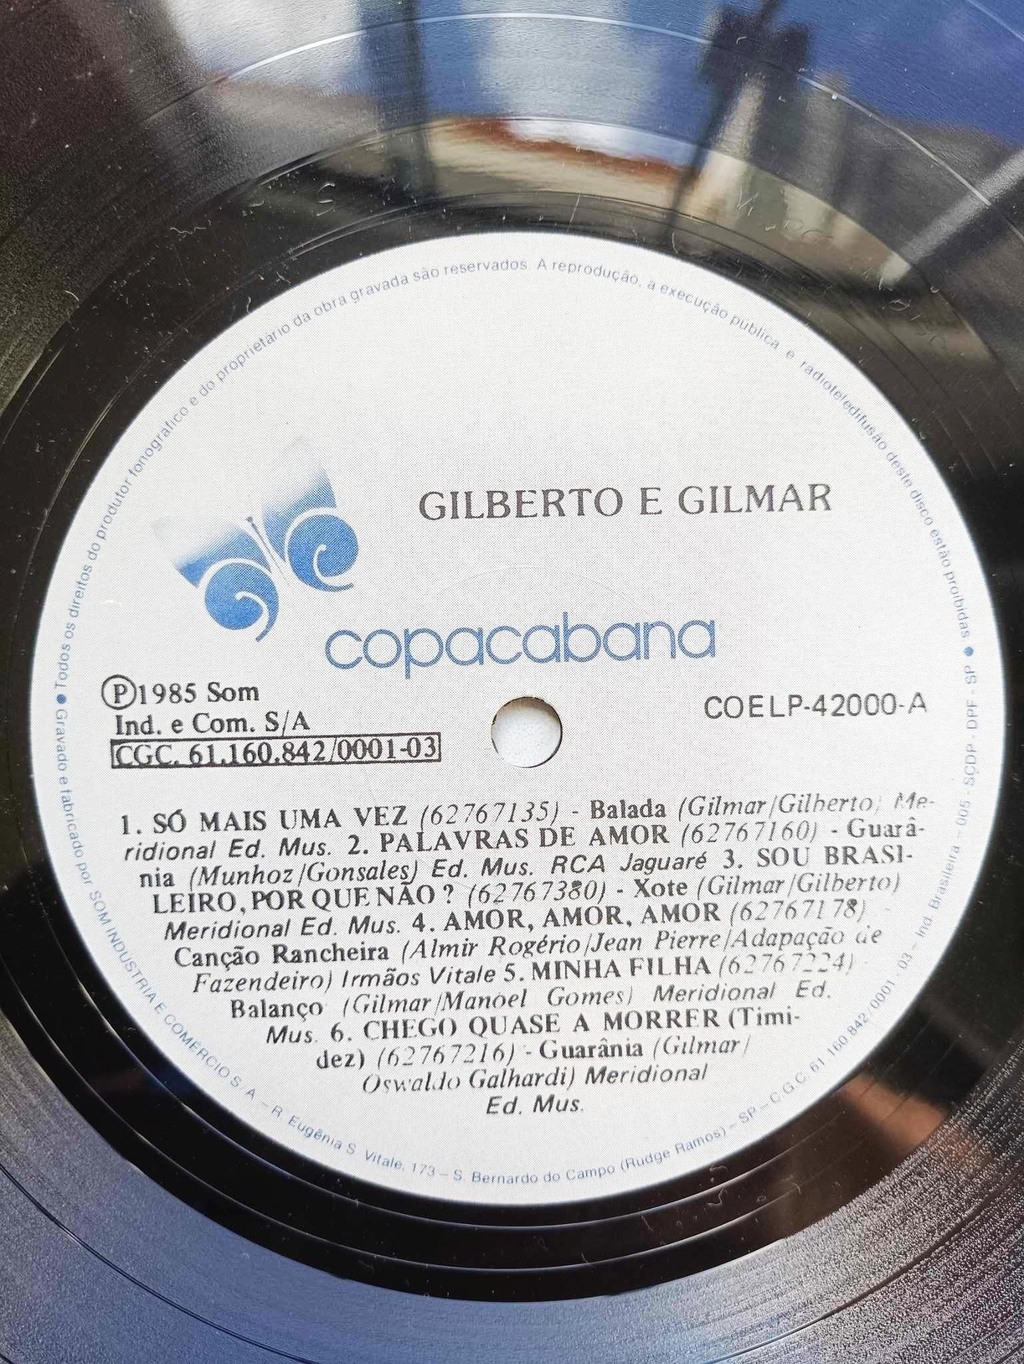 Todos os direitos do produtor fonográfico e do proprietário da obra gravada são reservados. A reprodução, a execução pública e radioteledifusão deste disco estão proibidas
GILBERTO E GILMAR
copacabana
℗1985 Som
Ind. e Com. S/A
CGC. 61.160.842/0001-03
COELP-42000-A
1. SÓ MAIS UMA VEZ (62767135) - Balada (Gilmar/Gilberto) Me-
ridional Ed. Mus. 2. PALAVRAS DE AMOR (62767160) - Guarâ-
nia (Munhoz/Gonsales) Ed. Mus. RCA Jaguaré 3. SOU BRASI-
LEIRO, POR QUE NÃO? (62767380) - Xote (Gilmar/Gilberto)
Meridional Ed. Mus. 4. AMOR, AMOR, AMOR (62767178) -
Canção Rancheira (Almir Rogério/Jean Pierre/Adapação de
Fazendeiro) Irmãos Vitale 5. MINHA FILHA (62767224) -
Balanço (Gilmar/Manoel Gomes) Meridional Ed.
Mus. 6. CHEGO QUASE A MORRER (Timi-
dez) (62767216) - Guarânia (Gilmar/
Oswaldo Galhardi) Meridional
Ed. Mus.
Gravado e fabricado por SOM INDUSTRIA E COMÉRCIO S.A. - R. Eugênia S. Vitale, 173 - S. Bernardo do Campo (Rudge Ramos) - SP - C.G.C. 61.160.842/0001-03 - Ind. Brasileira - 005 - SCDP - DPF - SP